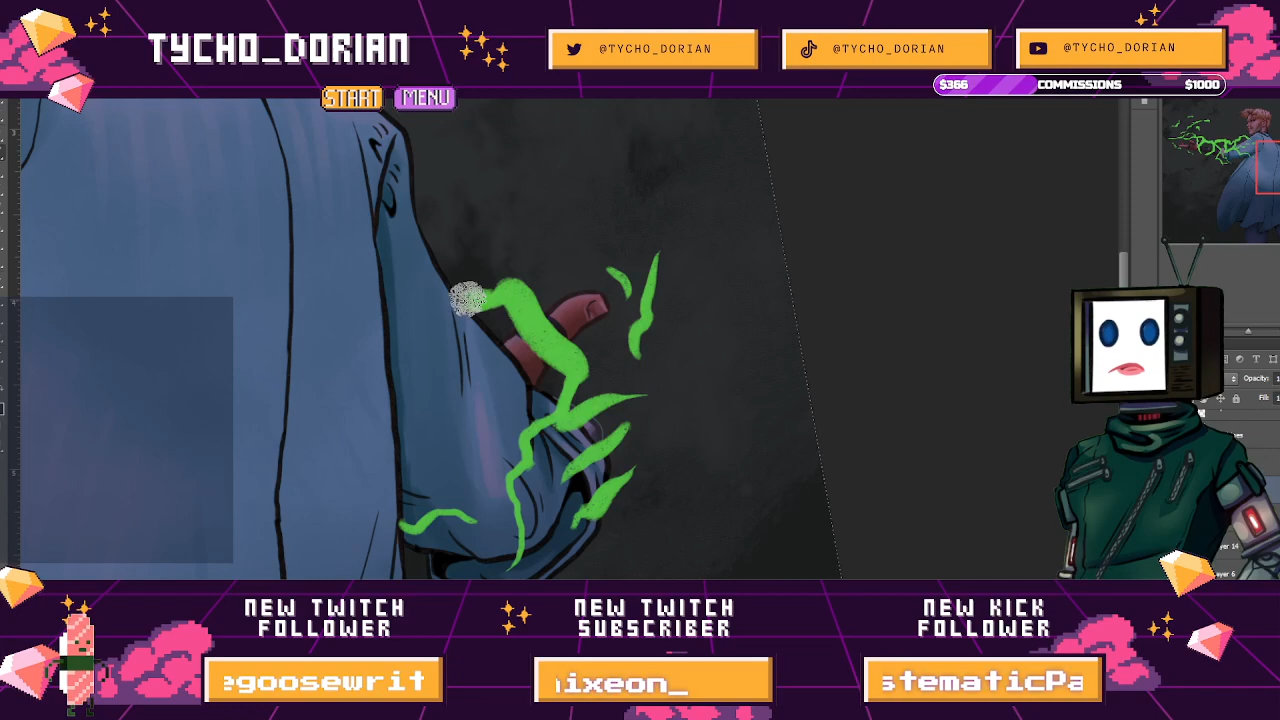 TYCHO_DORIAN
@TYCHO_DORIAN
@TYCHO_DORIAN
@TYCHO_DORIAN
$366 COMMISSIONS $1000
START MENU
Opacity:
Fill:
NEW TWITCH
FOLLOWER
egoosewrit
NEW TWITCH
SUBSCRIBER
ixeon_
NEW KICK
FOLLOWER
stematicPa